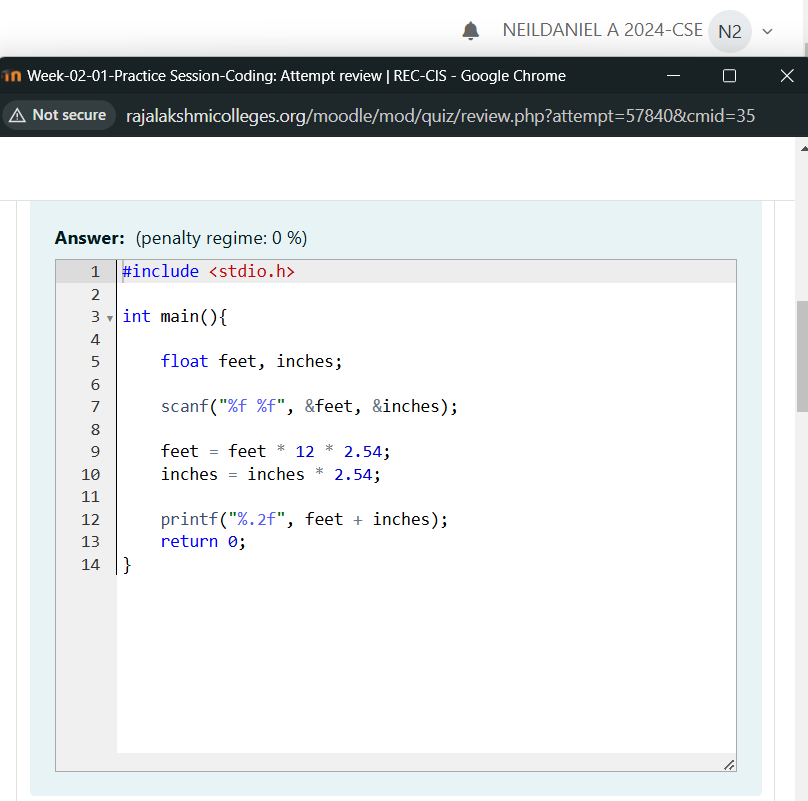 NEILDANIEL A 2024-CSE N2
Week-02-01-Practice Session-Coding: Attempt review | REC-CIS - Google Chrome
Not secure rajalakshmicolleges.org/moodle/mod/quiz/review.php?attempt=57840&cmid=35
Answer: (penalty regime: 0 %)
1 #include <stdio.h>
2
3 int main(){
4
5     float feet, inches;
6
7     scanf("%f %f", &feet, &inches);
8
9     feet = feet * 12 * 2.54;
10     inches = inches * 2.54;
11
12     printf("%.2f", feet + inches);
13     return 0;
14 }